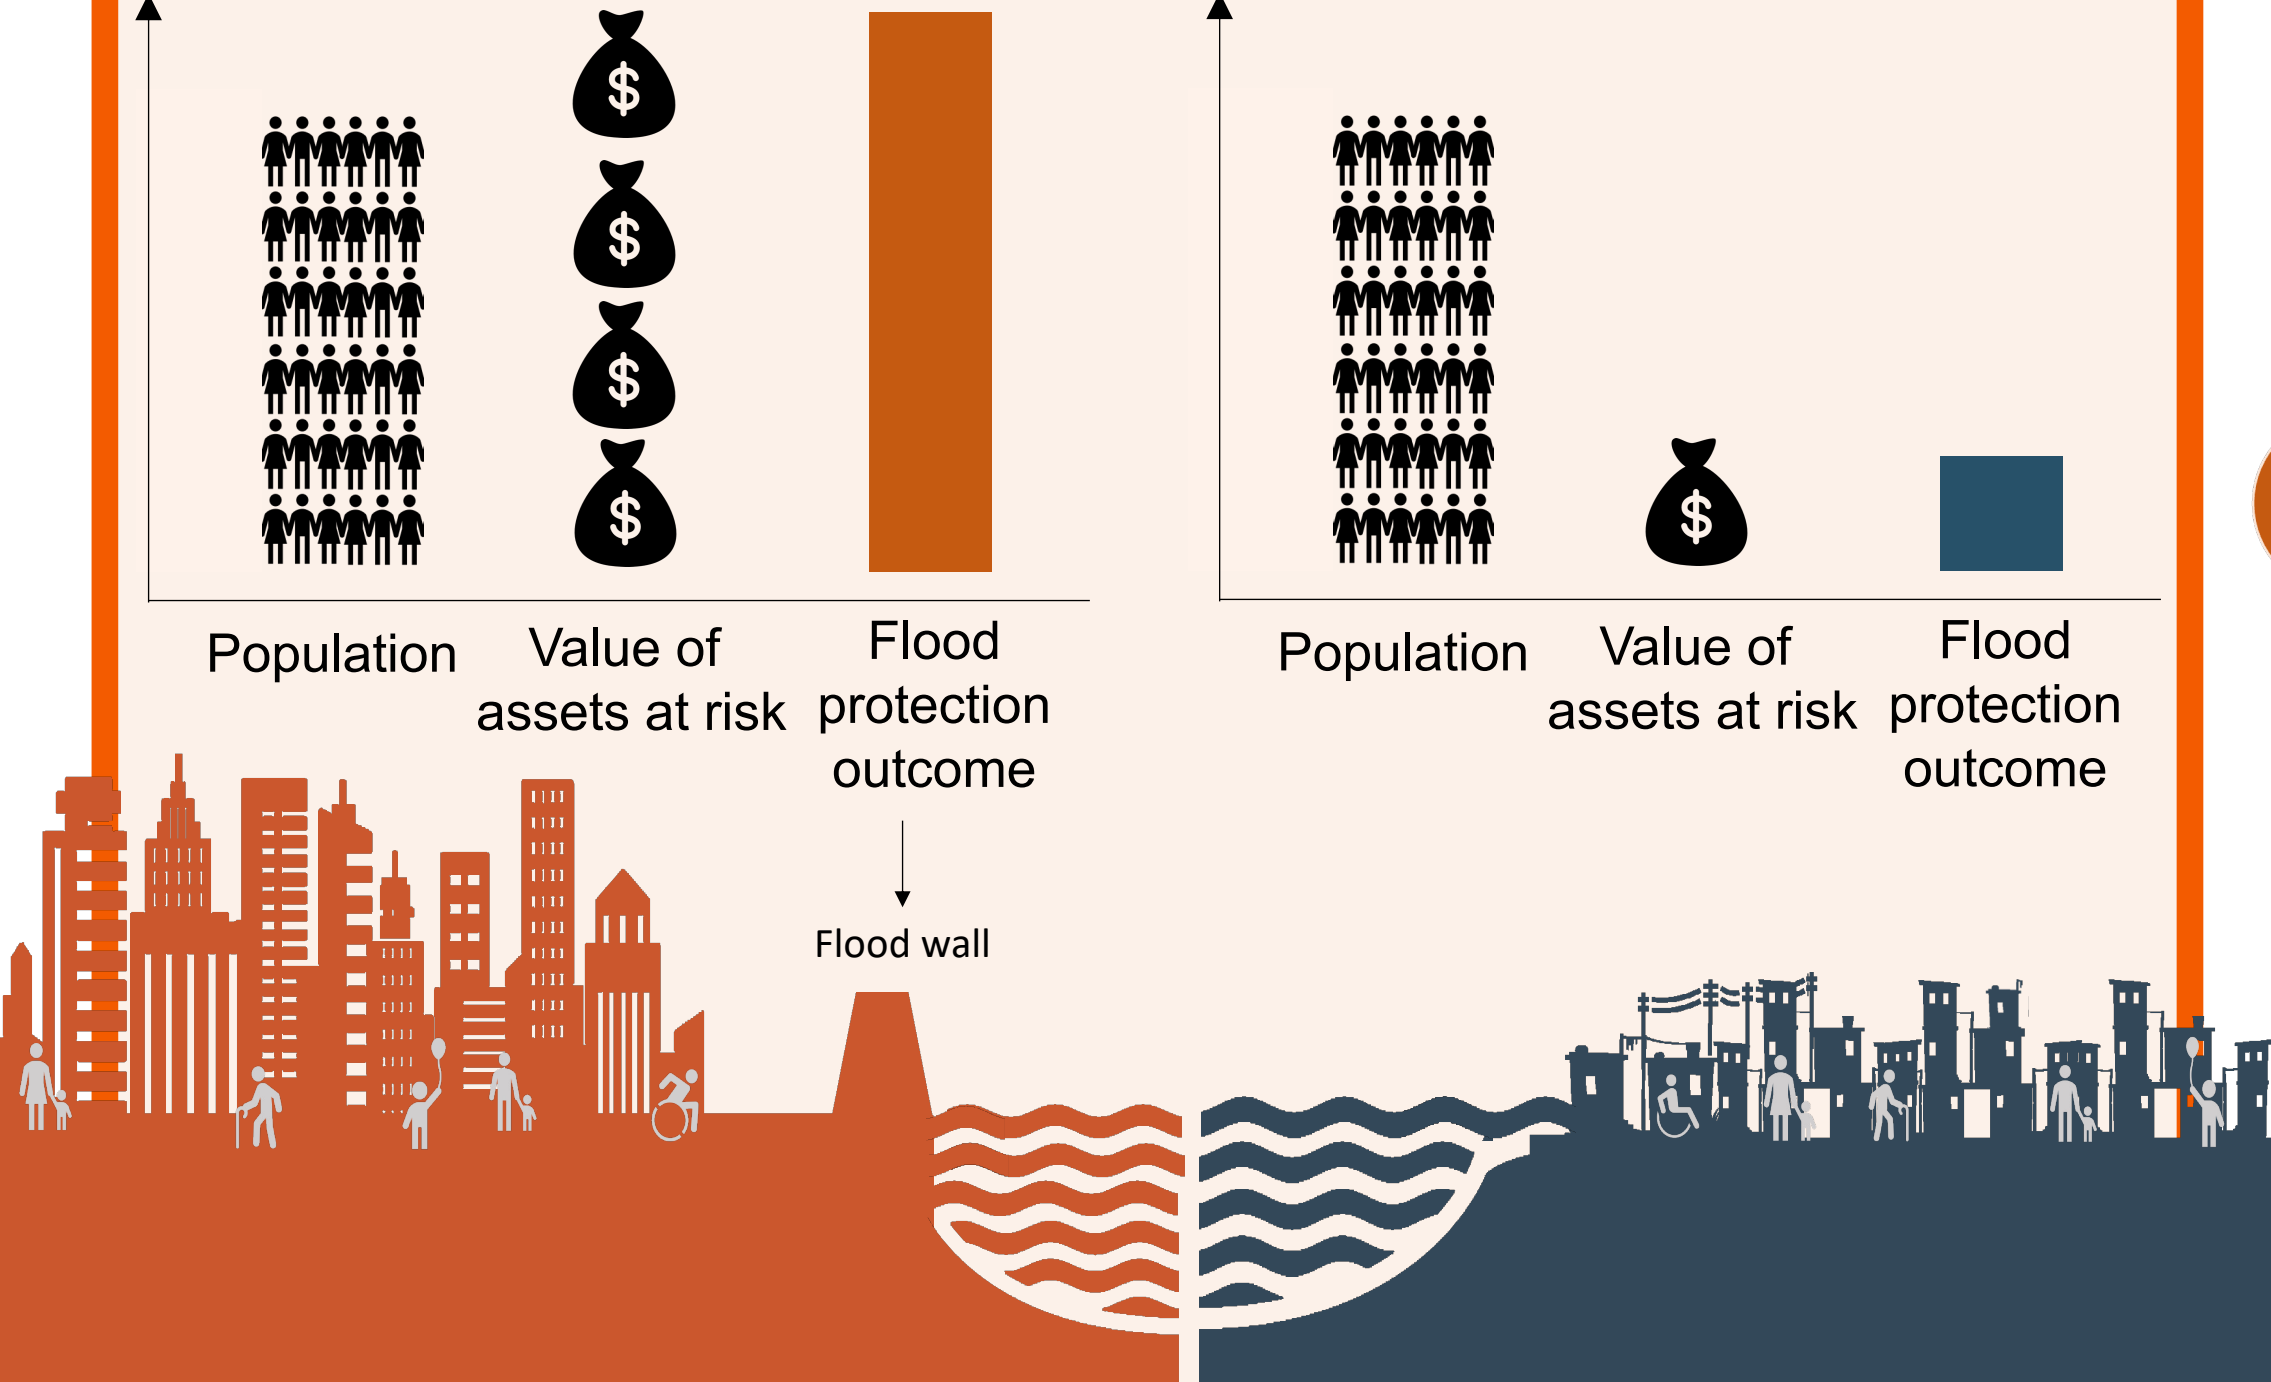 $
$
$
$
$
Population
Value of
assets at risk
Flood
protection
outcome
Population
Value of
assets at risk
Flood
protection
outcome
Flood wall